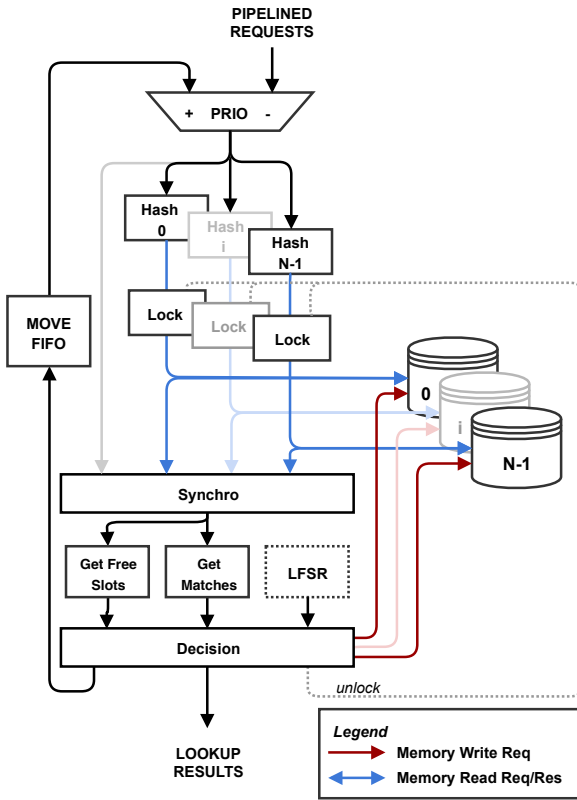 PIPELINED
REQUESTS
+ PRIO -
Hash
0
Hash
i
Hash
N-1
Lock
Lock
Lock
MOVE
FIFO
0
i
N-1
Synchro
Get Free
Slots
Get
Matches
LFSR
Decision
unlock
LOOKUP
RESULTS
Legend
Memory Write Req
Memory Read Req/Res